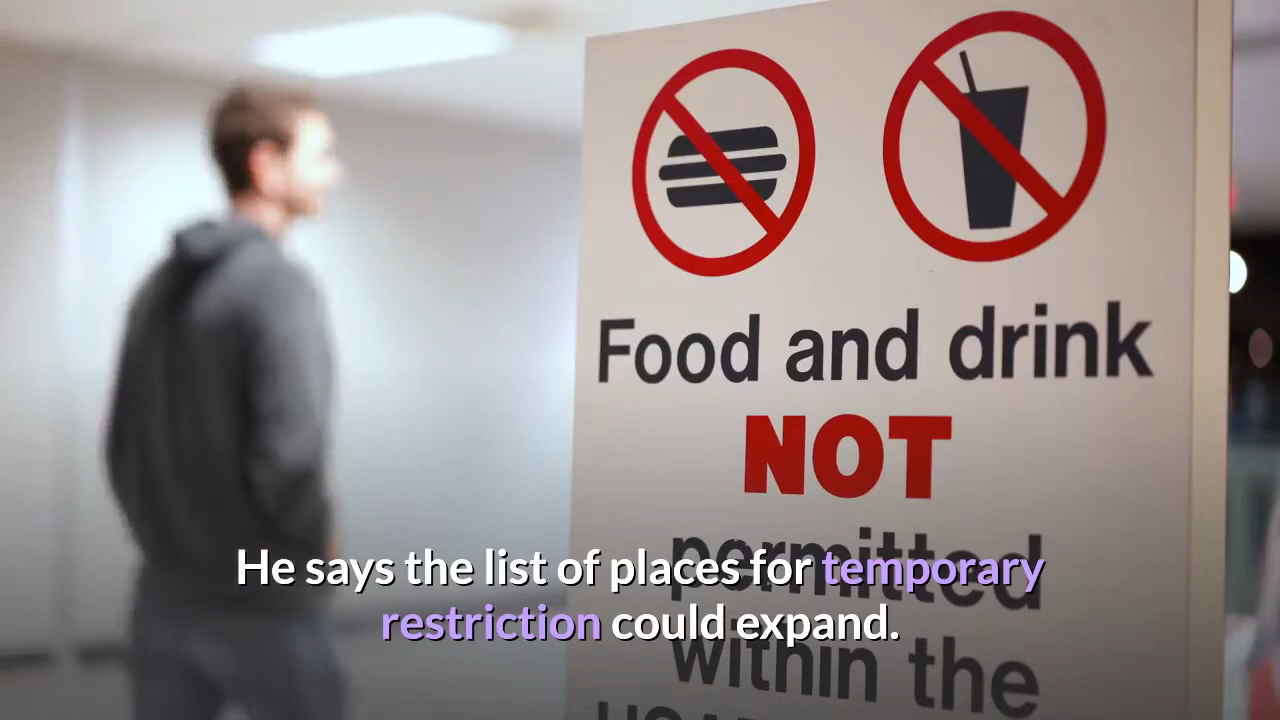 Food and drink
NOT
permitted
He says the list of places for temporary
restriction could expand.
within the